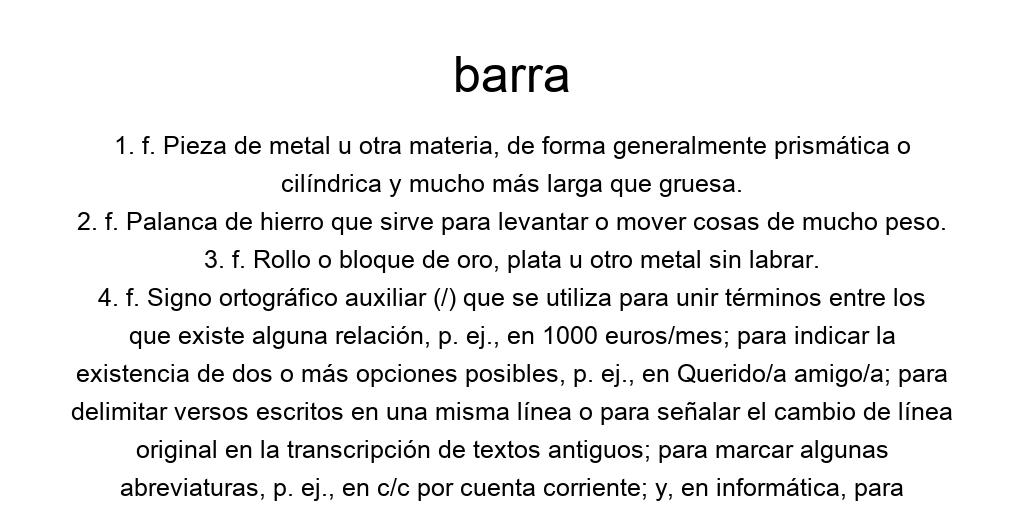 barra
1. f. Pieza de metal u otra materia, de forma generalmente prismática o
cilíndrica y mucho más larga que gruesa.
2. f. Palanca de hierro que sirve para levantar o mover cosas de mucho peso.
3. f. Rollo o bloque de oro, plata u otro metal sin labrar.
4. f. Signo ortográfico auxiliar (/) que se utiliza para unir términos entre los
que existe alguna relación, p. ej., en 1000 euros/mes; para indicar la
existencia de dos o más opciones posibles, p. ej., en Querido/a amigo/a; para
delimitar versos escritos en una misma línea o para señalar el cambio de línea
original en la transcripción de textos antiguos; para marcar algunas
abreviaturas, p. ej., en c/c por cuenta corriente; y, en informática, para